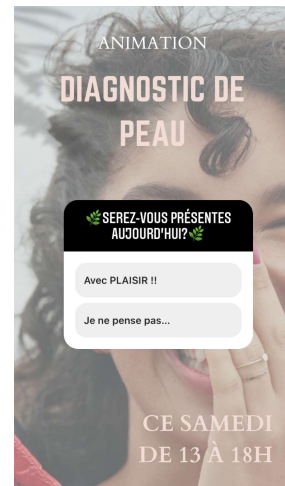 ANIMATION
DIAGNOSTIC DE
PEAU
🌿SEREZ-VOUS PRÉSENTES
AUJOURD'HUI?🌿
Avec PLAISIR !!
Je ne pense pas...
CE SAMEDI
DE 13 À 18H